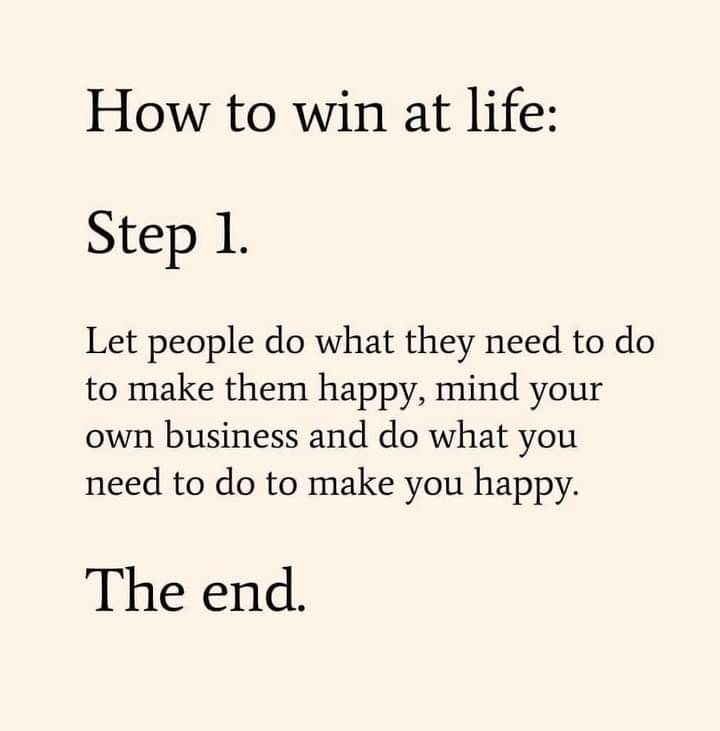 How to win at life:
Step 1.
Let people do what they need to do
to make them happy, mind your
own business and do what you
need to do to make you happy.
The end.